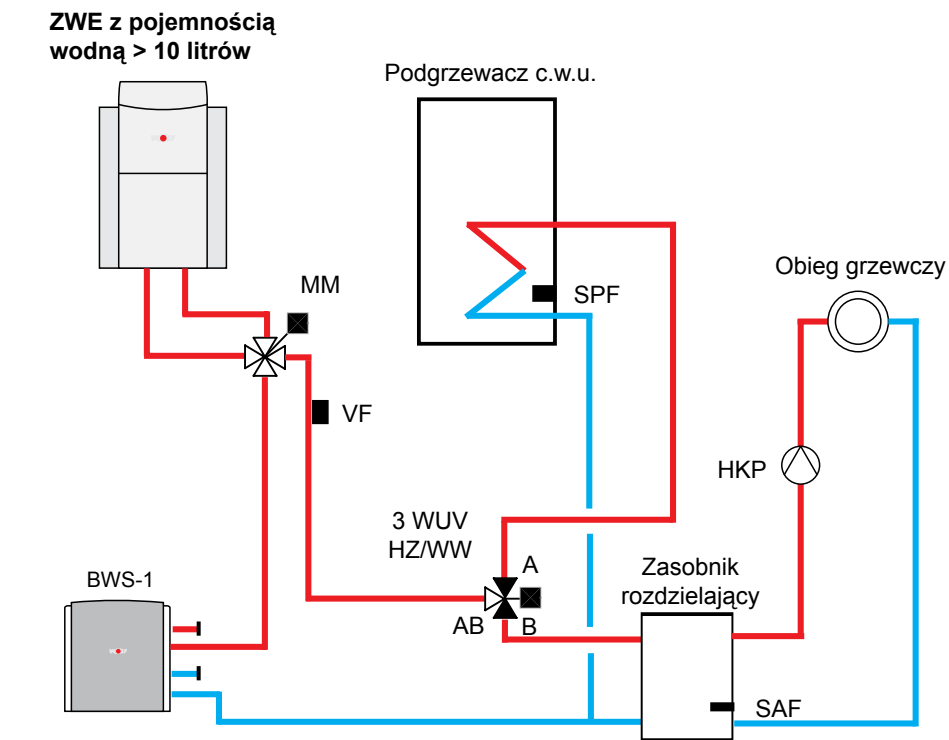 ZWE z pojemnością
wodną > 10 litrów
Podgrzewacz c.w.u.
Obieg grzewczy
MM
SPF
VF
HKP
3 WUV
HZ/WW
A
Zasobnik
rozdzielający
BWS-1
AB
B
SAF